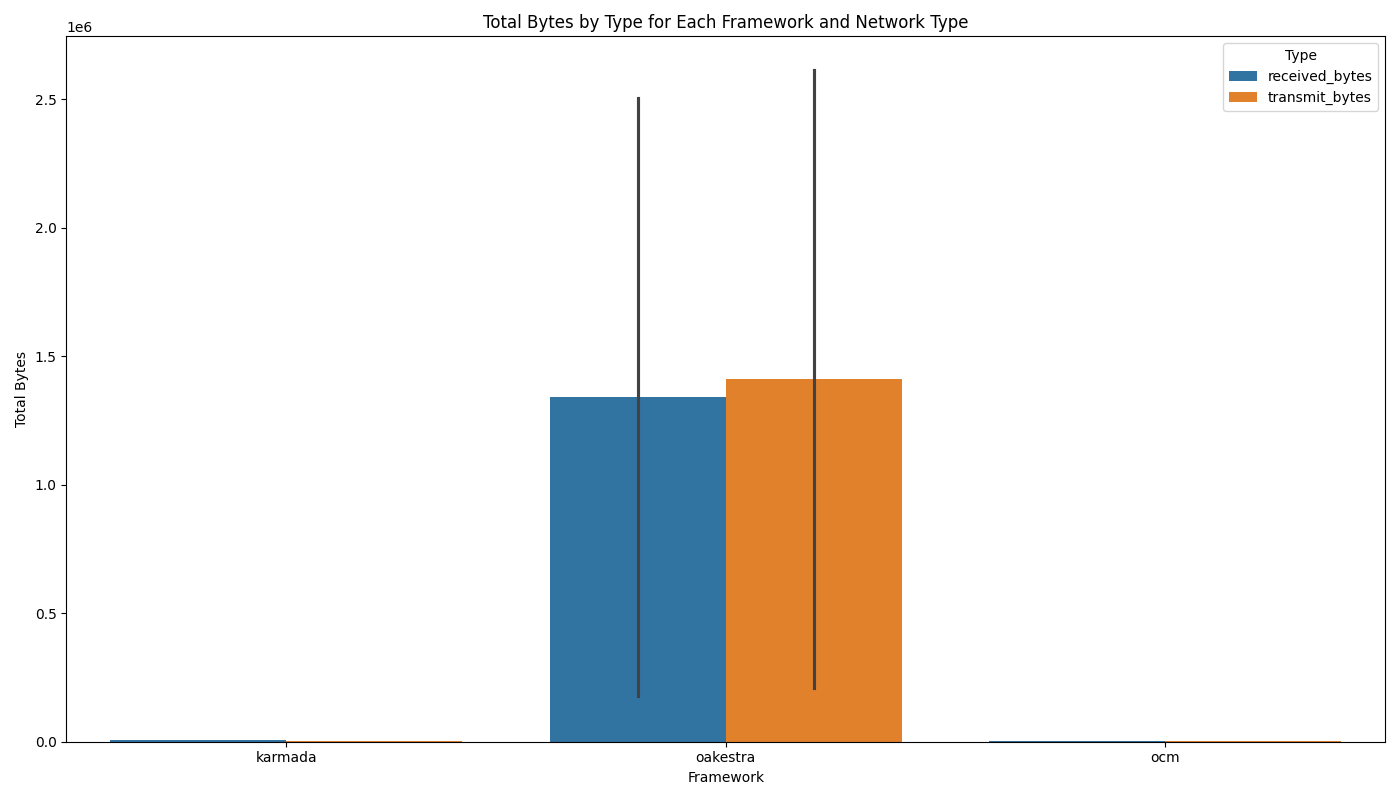 Total Bytes by Type for Each Framework and Network Type
1e6
Type
received_bytes
transmit_bytes
2.5
2.0
1.5
1.0
0.5
0.0
Total Bytes
karmada
oakestra
ocm
Framework